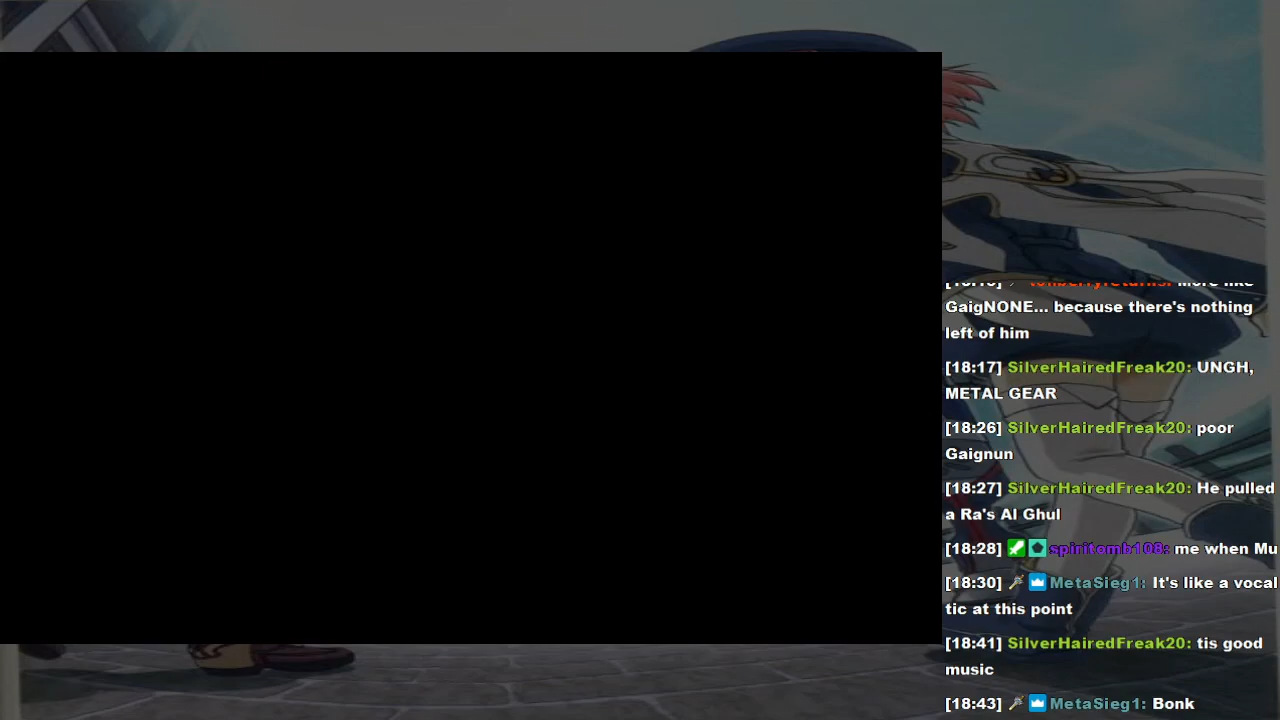 GaigNONE... because there's nothing
left of him
[18:17] SilverHairedFreak20: UNGH,
METAL GEAR
[18:26] SilverHairedFreak20: poor
Gaignun
[18:27] SilverHairedFreak20: He pulled
a Ra's Al Ghul
[18:28] spiritomb108: me when Mu
[18:30] MetaSieg1: It's like a vocal
tic at this point
[18:41] SilverHairedFreak20: tis good
music
[18:43] MetaSieg1: Bonk